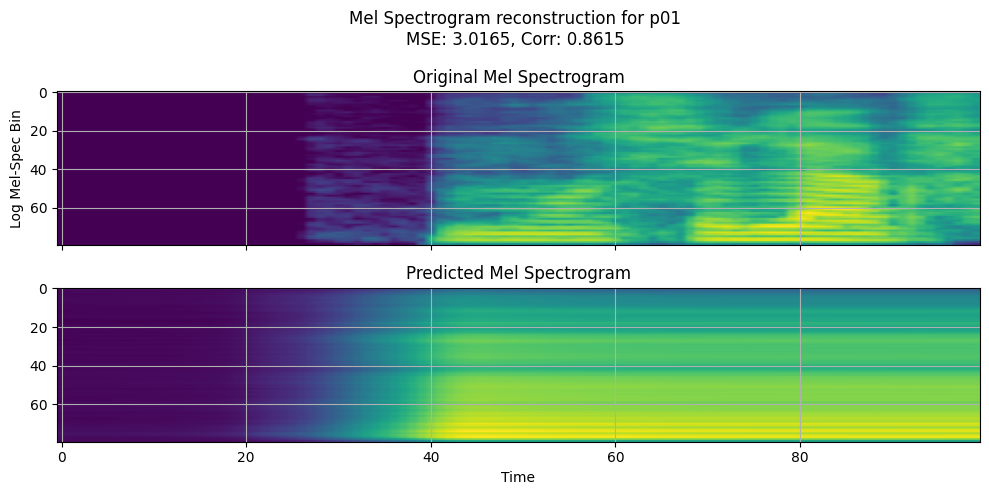 Mel Spectrogram reconstruction for p01
MSE: 3.0165, Corr: 0.8615
Original Mel Spectrogram
0
20
40
60
Log Mel-Spec Bin
Predicted Mel Spectrogram
0
20
40
60
0 20 40 60 80
Time